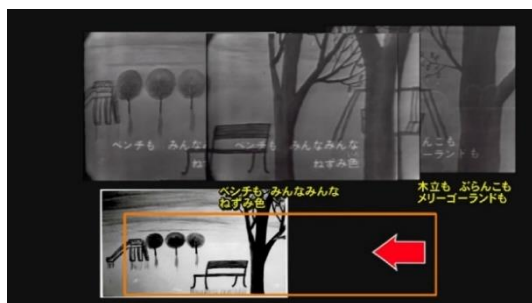 ベンチも みんな
ね
ベンチも みんなみんな
ねずみ色
んこも
ーランドも
ベンチも みんなみんな
ねずみ色
木立も ぶらんこも
メリーゴーランドも